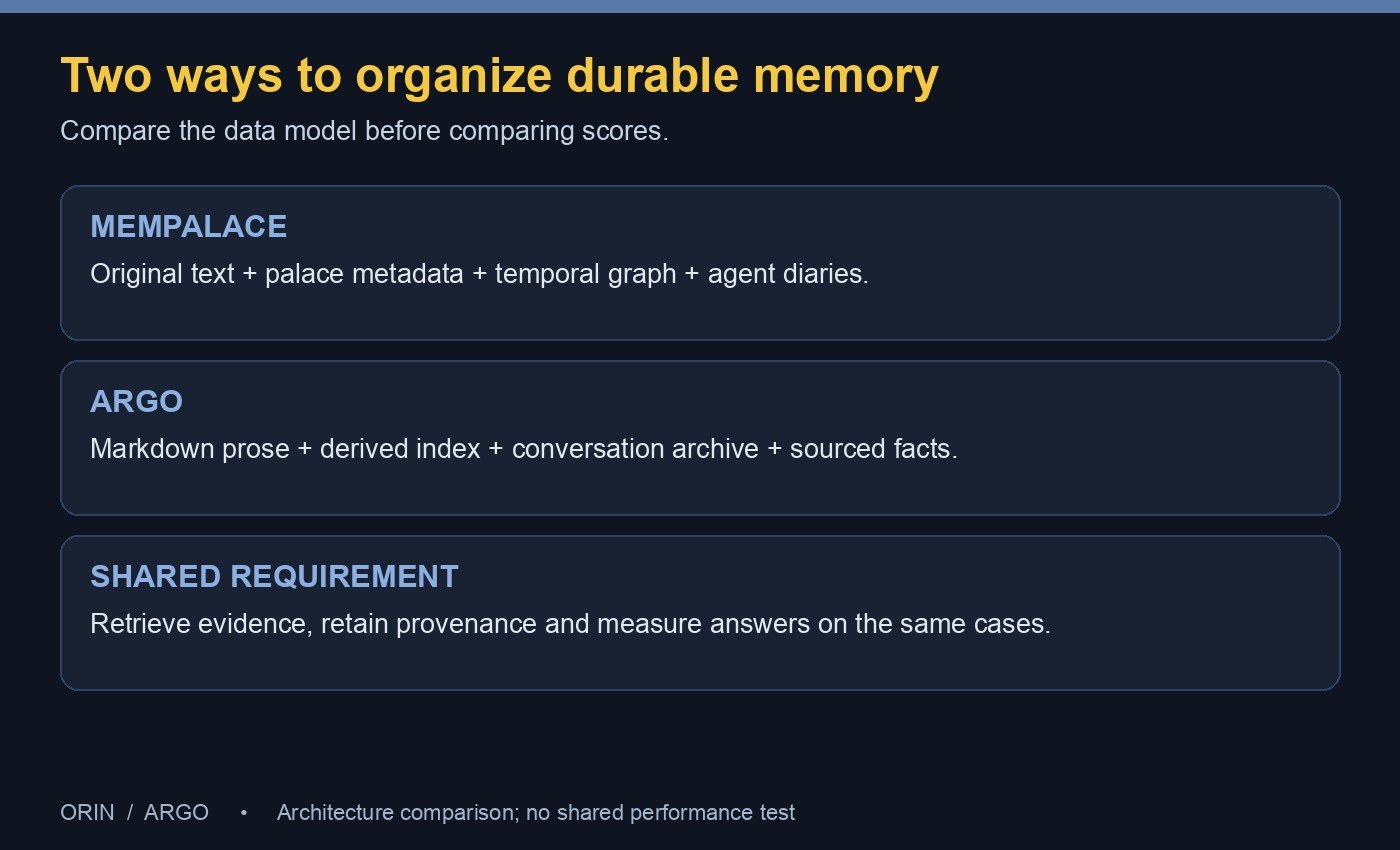 Two ways to organize durable memory
Compare the data model before comparing scores.
MEMPALACE
Original text + palace metadata + temporal graph + agent diaries.
ARGO
Markdown prose + derived index + conversation archive + sourced facts.
SHARED REQUIREMENT
Retrieve evidence, retain provenance and measure answers on the same cases.
ORIN / ARGO • Architecture comparison; no shared performance test